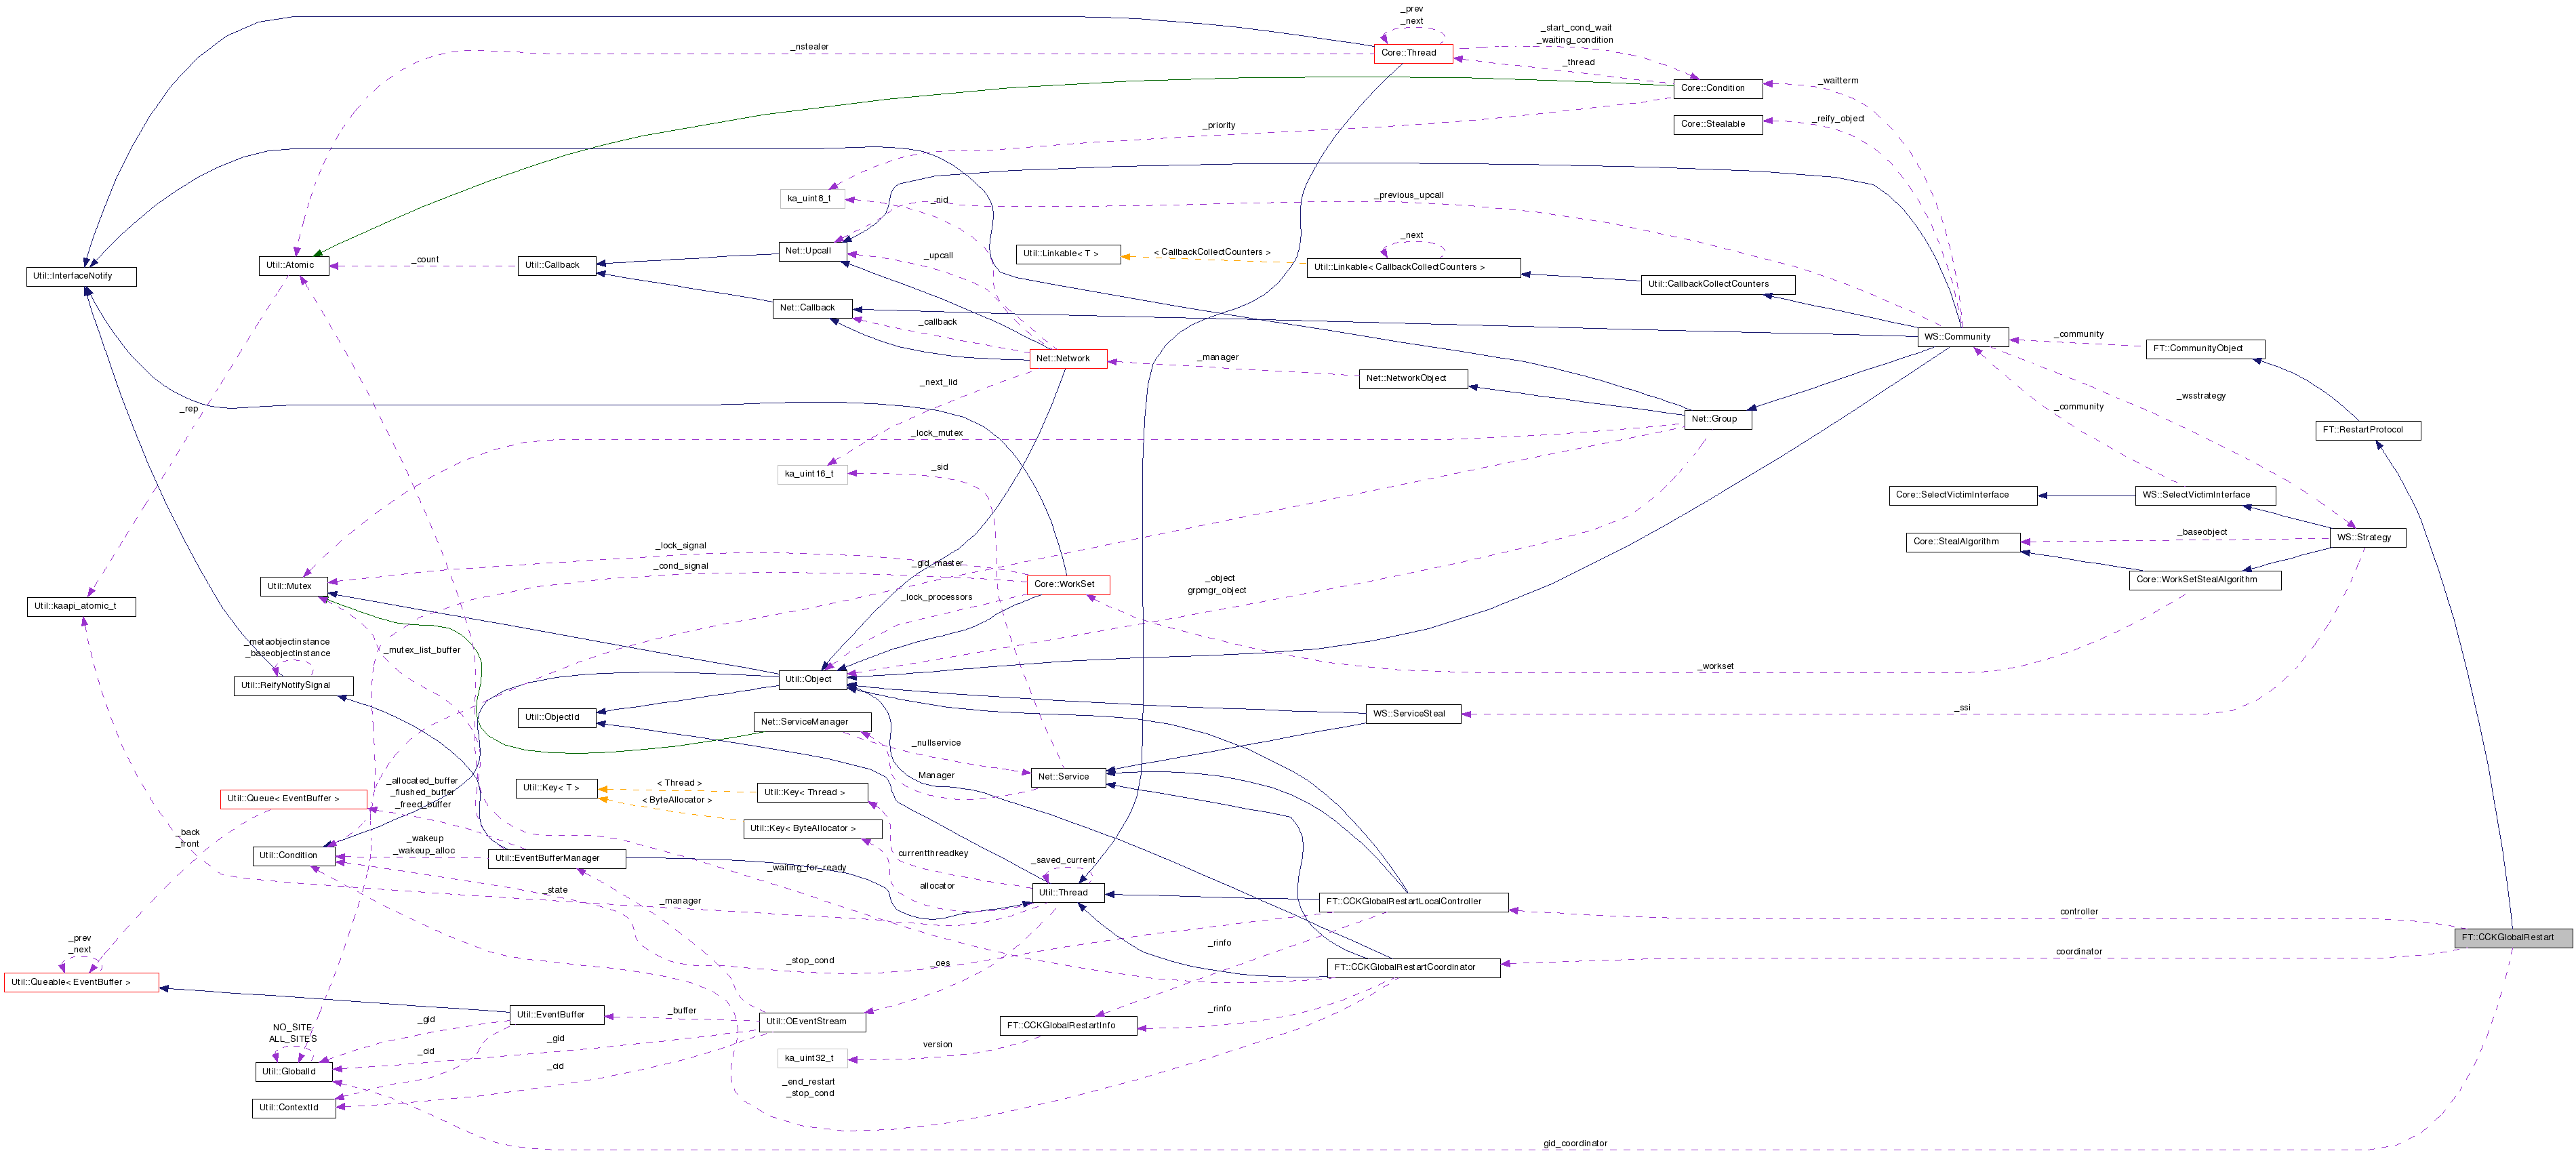 _prev
_next
_start_cond_wait
_waiting_condition
_nstealer
Core::Thread
_thread
_waitterm
Core::Condition
_priority
Core::Stealable
_reify_object
ka_uint8_t
_nid
_previous_upcall
Net::Upcall
_upcall
Util::Linkable< T >
< CallbackCollectCounters >
_next
Util::Linkable< CallbackCollectCounters >
Util::InterfaceNotify
Util::Atomic
_count
Util::Callback
Util::CallbackCollectCounters
Net::Callback
_callback
WS::Community
_community
FT::CommunityObject
Net::Network
_manager
Net::NetworkObject
_next_lid
_wsstrategy
_rep
_community
Net::Group
FT::RestartProtocol
_lock_mutex
ka_uint16_t
_sid
Core::SelectVictimInterface
WS::SelectVictimInterface
_lock_signal
_cond_signal
_gid_master
Core::StealAlgorithm
_baseobject
WS::Strategy
Util::Mutex
Core::WorkSet
_object
grpmgr_object
Core::WorkSetStealAlgorithm
_lock_processors
Util::kaapi_atomic_t
_metaobjectinstance
_baseobjectinstance
_mutex_list_buffer
_workset
Util::ReifyNotifySignal
Util::Object
Util::ObjectId
Net::ServiceManager
WS::ServiceSteal
_ssi
_nullservice
Manager
Net::Service
_allocated_buffer
_flushed_buffer
_freed_buffer
Util::Key< T >
< Thread >
Util::Key< Thread >
< ByteAllocator >
Util::Queue< EventBuffer >
Util::Key< ByteAllocator >
_back
_front
_wakeup
_wakeup_alloc
currentthreadkey
Util::Condition
Util::EventBufferManager
_waiting_for_ready
_saved_current
allocator
Util::Thread
_state
_manager
FT::CCKGlobalRestartLocalController
controller
_prev
_next
_rinfo
FT::CCKGlobalRestart
coordinator
_stop_cond
_oes
FT::CCKGlobalRestartCoordinator
Util::Queable< EventBuffer >
_rinfo
Util::EventBuffer
_buffer
Util::OEventStream
FT::CCKGlobalRestartInfo
NO_SITE
ALL_SITES
_gid
_gid
version
_cid
ka_uint32_t
Util::GlobalId
_cid
_end_restart
_stop_cond
Util::ContextId
gid_coordinator